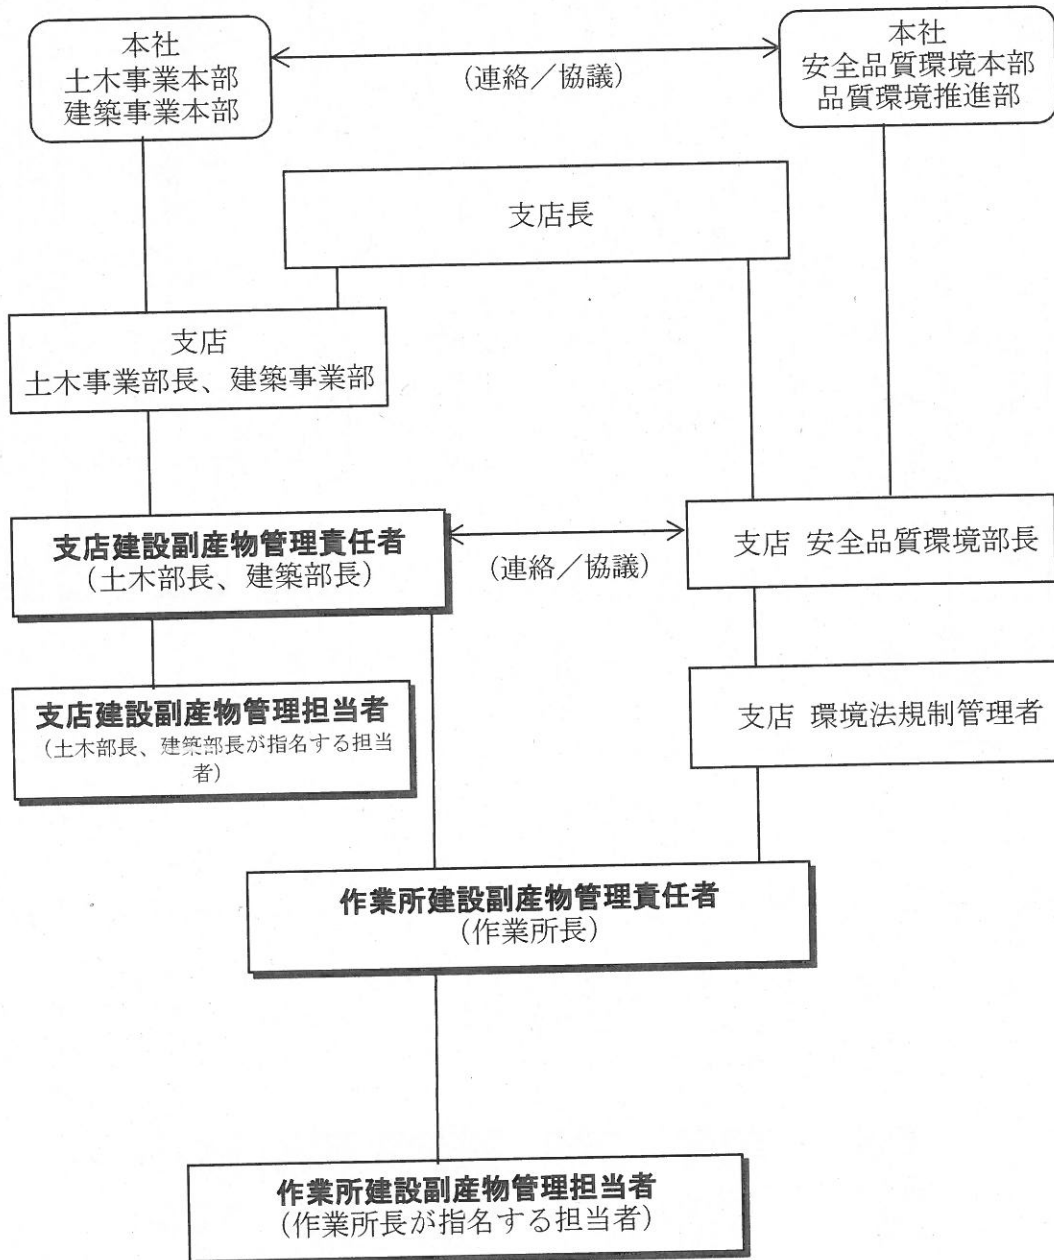 本社
土木事業本部
建築事業本部
(連絡／協議)
本社
安全品質環境本部
品質環境推進部
支店長
支店
土木事業部長、建築事業部
支店建設副産物管理責任者
(土木部長、建築部長)
(連絡／協議)
支店 安全品質環境部長
支店建設副産物管理担当者
(土木部長、建築部長が指名する担当
者)
支店 環境法規制管理者
作業所建設副産物管理責任者
(作業所長)
作業所建設副産物管理担当者
(作業所長が指名する担当者)